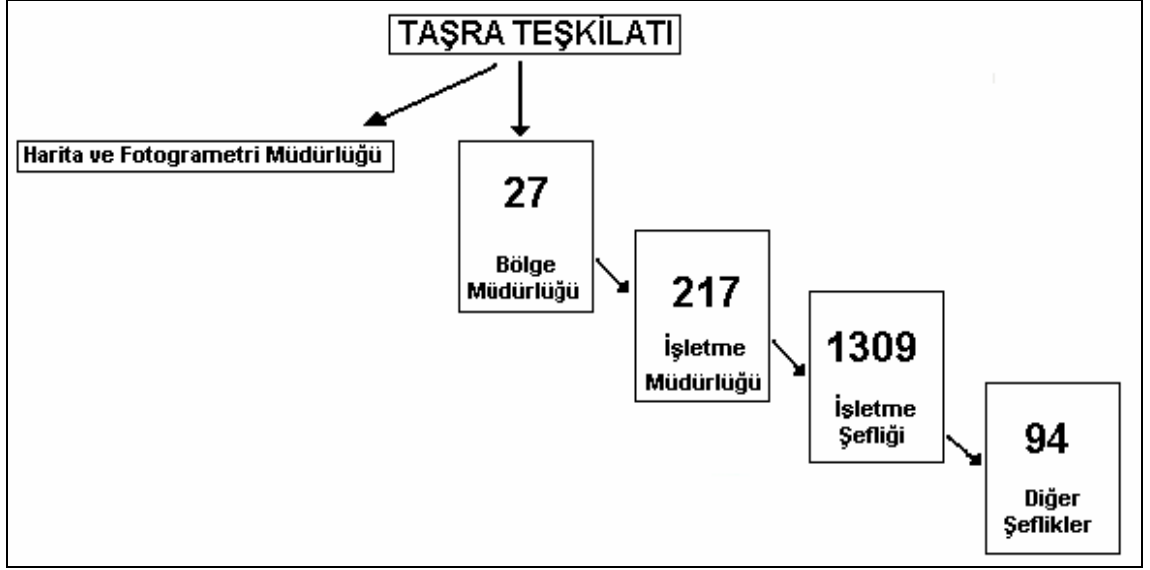 TAŞRA TEŞKİLATI
Harita ve Fotogrametri Müdürlüğü
27
Bölge
Müdürlüğü
217
İşletme
Müdürlüğü
1309
İşletme
Şefliği
94
Diğer
Şeflikler